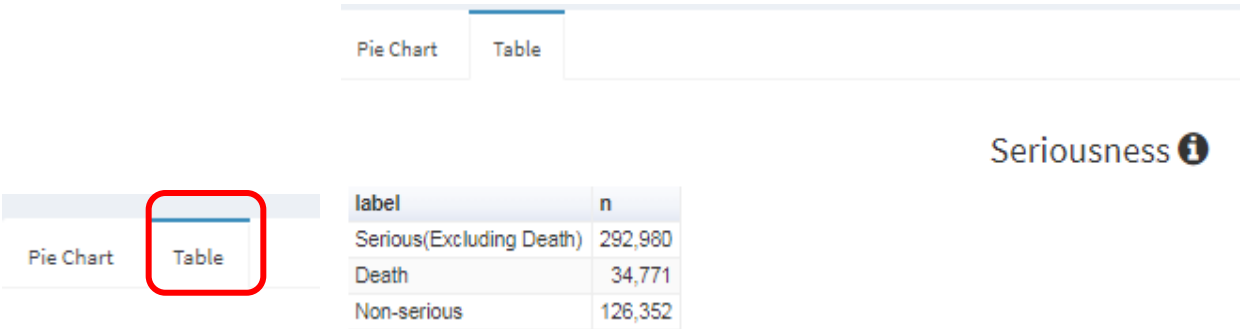 Pie Chart Table
Seriousness
Pie Chart Table
label n
Serious(Excluding Death) 292,980
Death 34,771
Non-serious 126,352